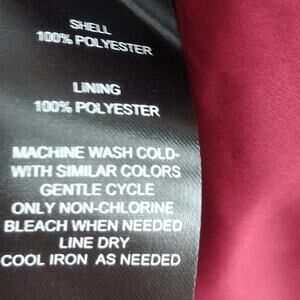 SHELL
100% POLYESTER
LINING
100% POLYESTER
MACHINE WASH COLD-
WITH SIMILAR COLORS
GENTLE CYCLE
ONLY NON-CHLORINE
BLEACH WHEN NEEDED
LINE DRY
COOL IRON AS NEEDED